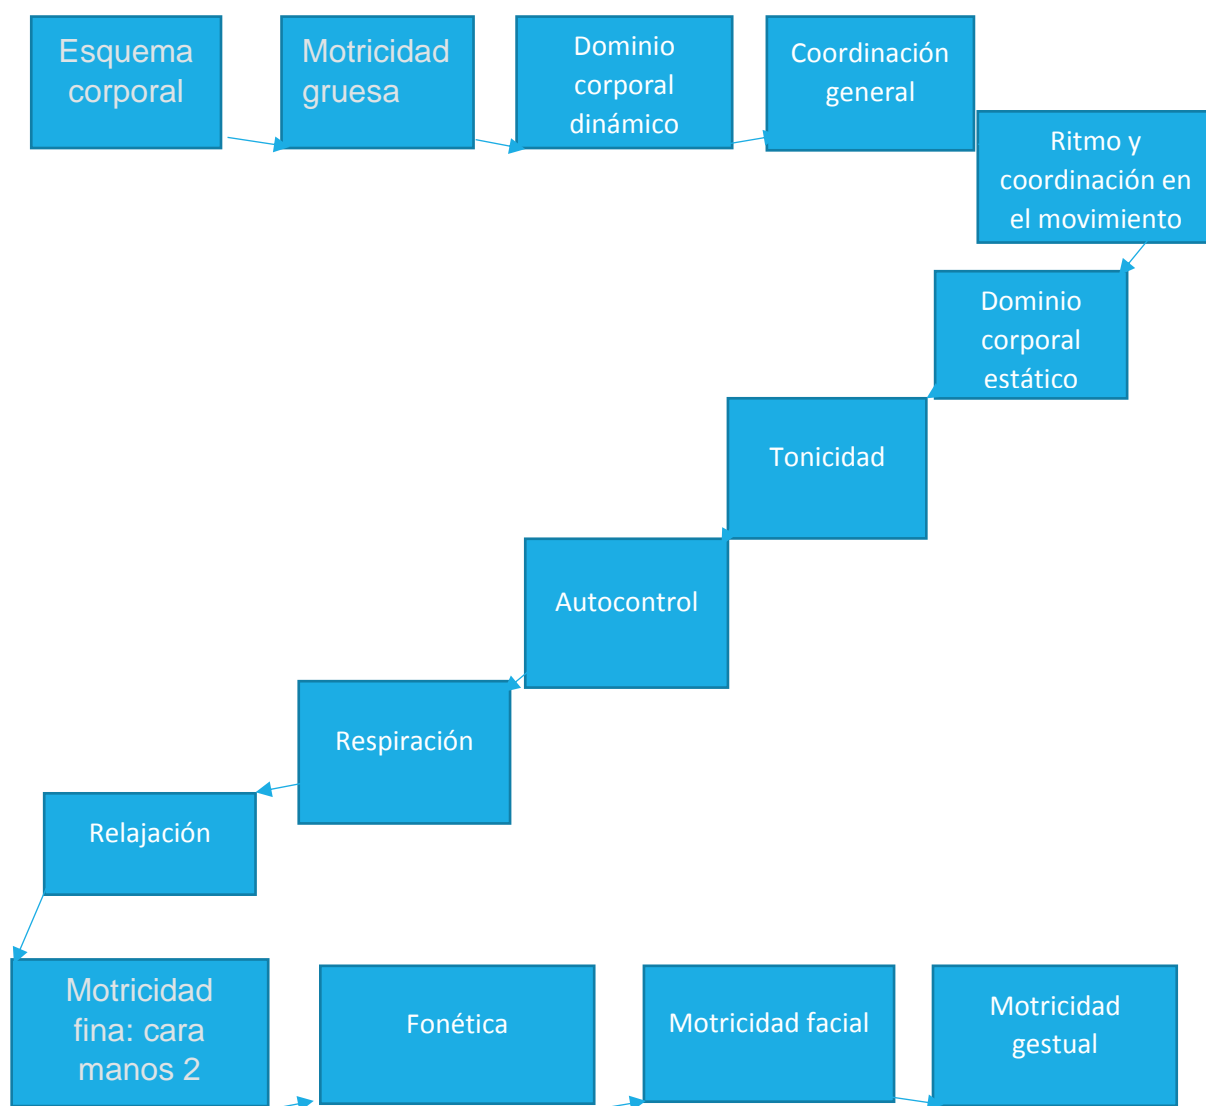 Esquema
corporal
Motricidad
gruesa
Dominio
corporal
dinámico
Coordinación
general
Ritmo y
coordinación en
el movimiento
Dominio
corporal
estático
Tonicidad
Autocontrol
Respiración
Relajación
Motricidad
fina: cara
manos 2
Fonética
Motricidad facial
Motricidad
gestual